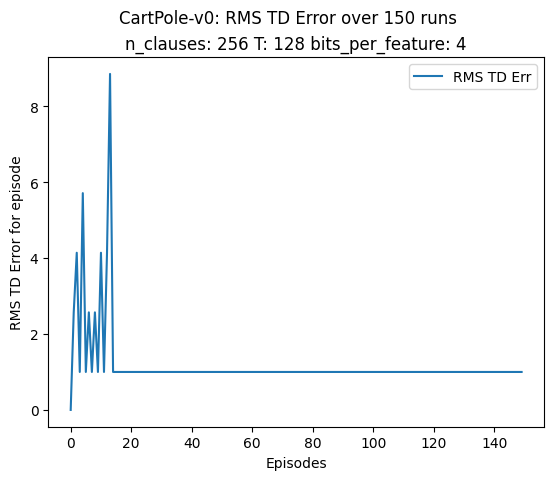 CartPole-v0: RMS TD Error over 150 runs
n_clauses: 256 T: 128 bits_per_feature: 4
RMS TD Err
RMS TD Error for episode
8
6
4
2
0
0 20 40 60 80 100 120 140
Episodes